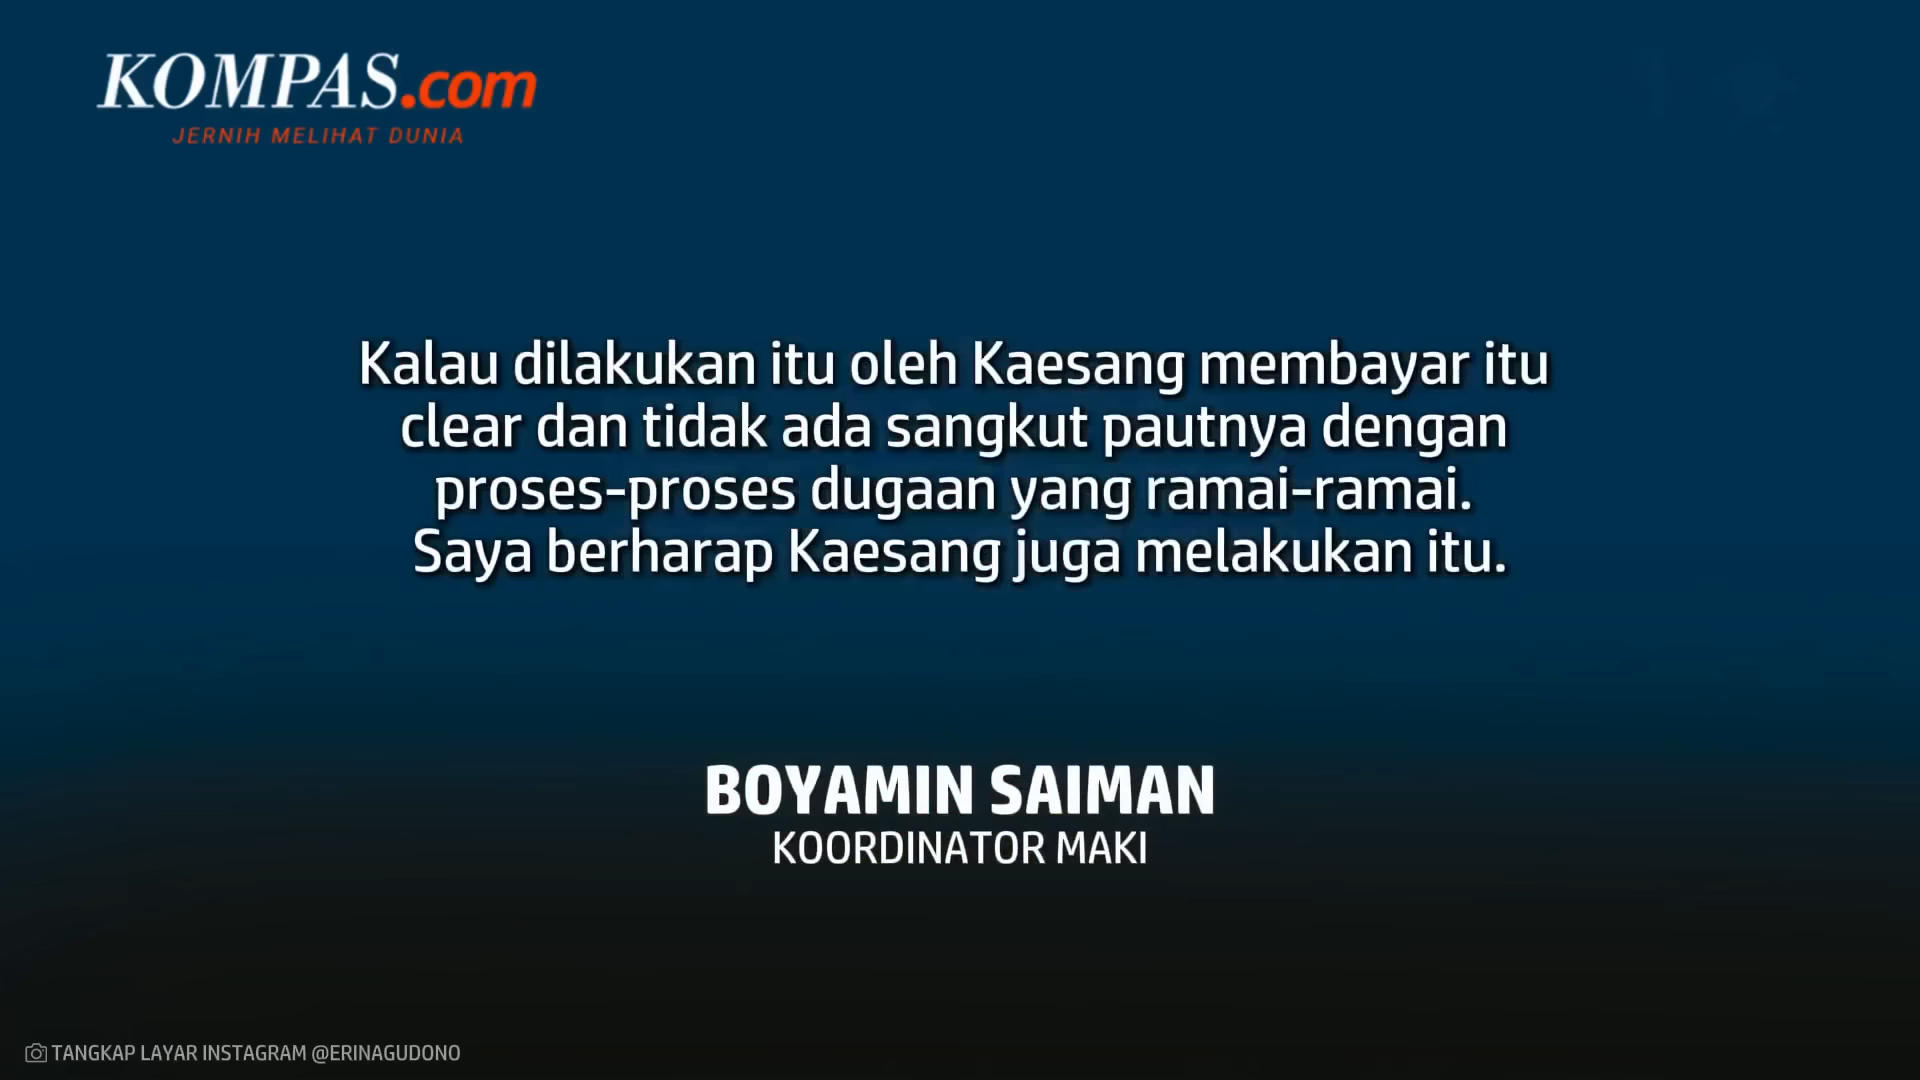 KOMPAS.com
JERNIH MELIHAT DUNIA
Kalau dilakukan itu oleh Kaesang membayar itu
clear dan tidak ada sangkut pautnya dengan
proses-proses dugaan yang ramai-ramai.
Saya berharap Kaesang juga melakukan itu.
BOYAMIN SAIMAN
KOORDINATOR MAKI
TANGKAP LAYAR INSTAGRAM @ERINAGUDONO